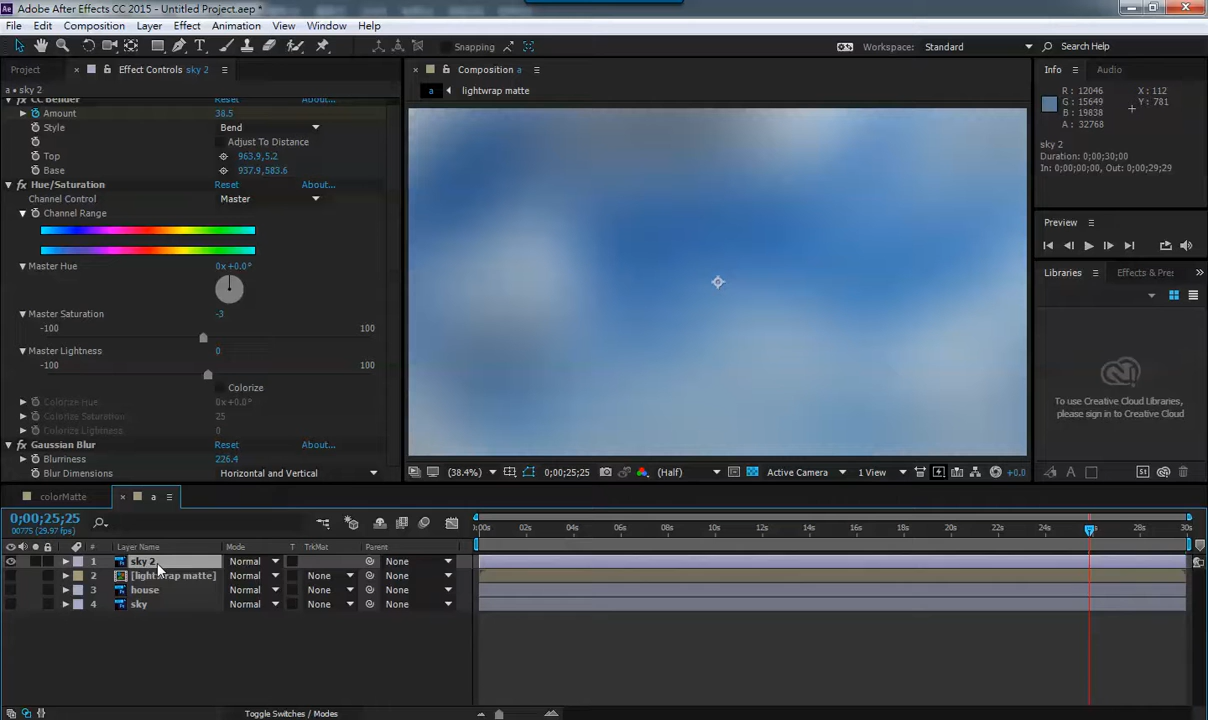 Adobe After Effects CC 2015 - Untitled Project.aep *
File Edit Composition Layer Effect Animation View Window Help
Snapping
Workspace: Standard
Search Help
Project
Effect Controls sky 2
a • sky 2
CC Bender Reset About...
Amount 38.5
Style Bend
Adjust To Distance
Top 963.9,5.2
Base 937.9,583.6
Hue/Saturation Reset About...
Channel Control Master
Channel Range
Master Hue 0x+0.0°
Master Saturation -3
-100 100
Master Lightness 0
-100 100
Colorize
Colorize Hue 0x+0.0°
Colorize Saturation 25
Colorize Lightness 0
Gaussian Blur Reset About...
Blurriness 226.4
Blur Dimensions Horizontal and Vertical
Composition a
a lightwrap matte
(38.4%) 0;00;25;25 (Half) Active Camera 1 View +0.0
Info Audio
R: 12046 X: 112
G: 15649 Y: 781
B: 19838
A: 32768
sky 2
Duration: 0;00;30;00
In: 0;00;00;00, Out: 0;00;29;29
Preview
Libraries Effects & Pre
To use Creative Cloud Libraries,
please sign in to Creative Cloud
St
colorMatte a
0;00;25;25
00775 (29.97 fps)
# Layer Name Mode T TrkMat Parent
1 sky 2 Normal None
2 [lightwrap matte] Normal None None
3 house Normal None None
4 sky Normal None None
:00s 02s 04s 06s 08s 10s 12s 14s 16s 18s 20s 22s 24s 28s 30s
Toggle Switches / Modes